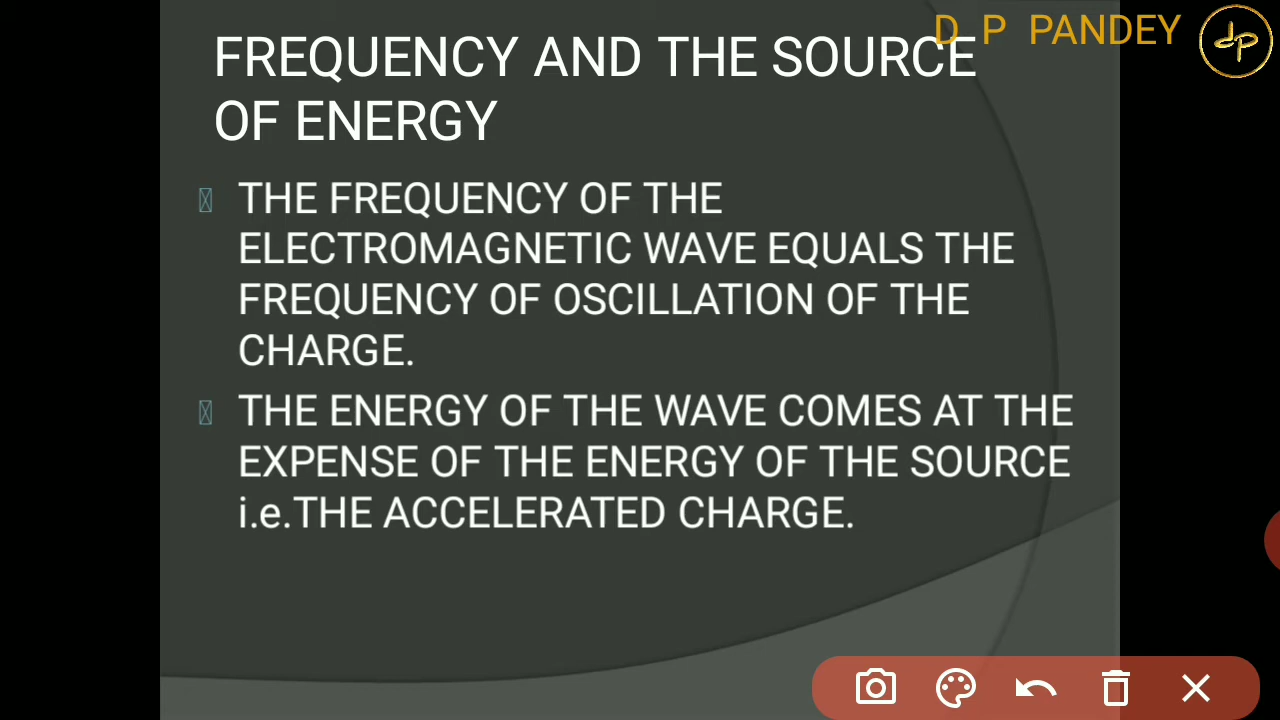 D P PANDEY
dp
FREQUENCY AND THE SOURCE
OF ENERGY
THE FREQUENCY OF THE
ELECTROMAGNETIC WAVE EQUALS THE
FREQUENCY OF OSCILLATION OF THE
CHARGE.
THE ENERGY OF THE WAVE COMES AT THE
EXPENSE OF THE ENERGY OF THE SOURCE
i.e.THE ACCELERATED CHARGE.